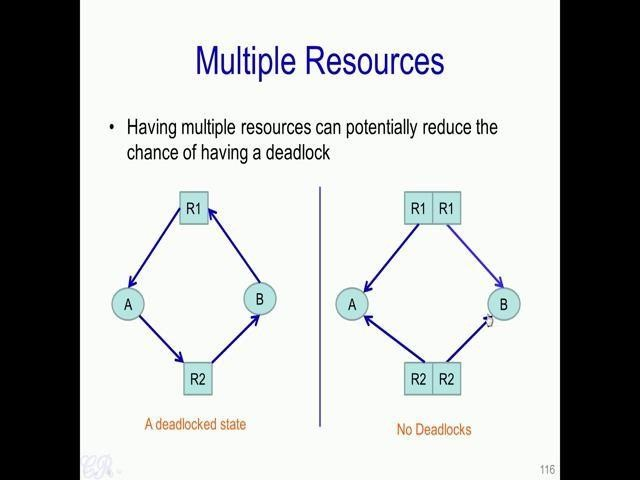 Multiple Resources
• Having multiple resources can potentially reduce the
chance of having a deadlock
R1
A
B
R2
A deadlocked state
R1 R1
A
B
R2 R2
No Deadlocks
116